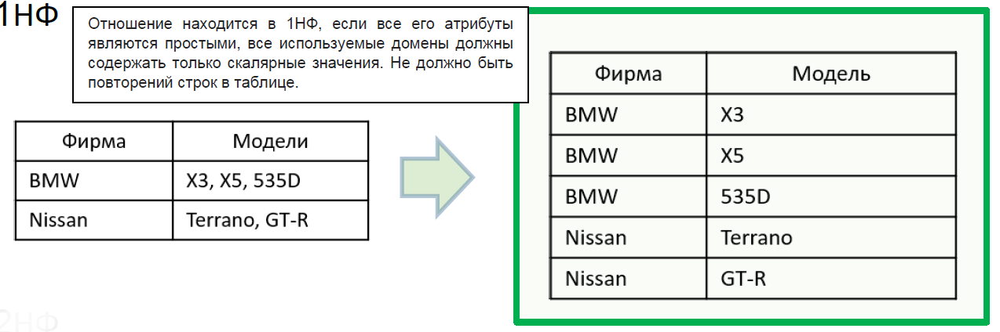 1НФ
Отношение находится в 1НФ, если все его атрибуты
являются простыми, все используемые домены должны
содержать только скалярные значения. Не должно быть
повторений строк в таблице.
Фирма Модели
BMW X3, X5, 535D
Nissan Terrano, GT-R
Фирма Модель
BMW X3
BMW X5
BMW 535D
Nissan Terrano
Nissan GT-R
2НФ